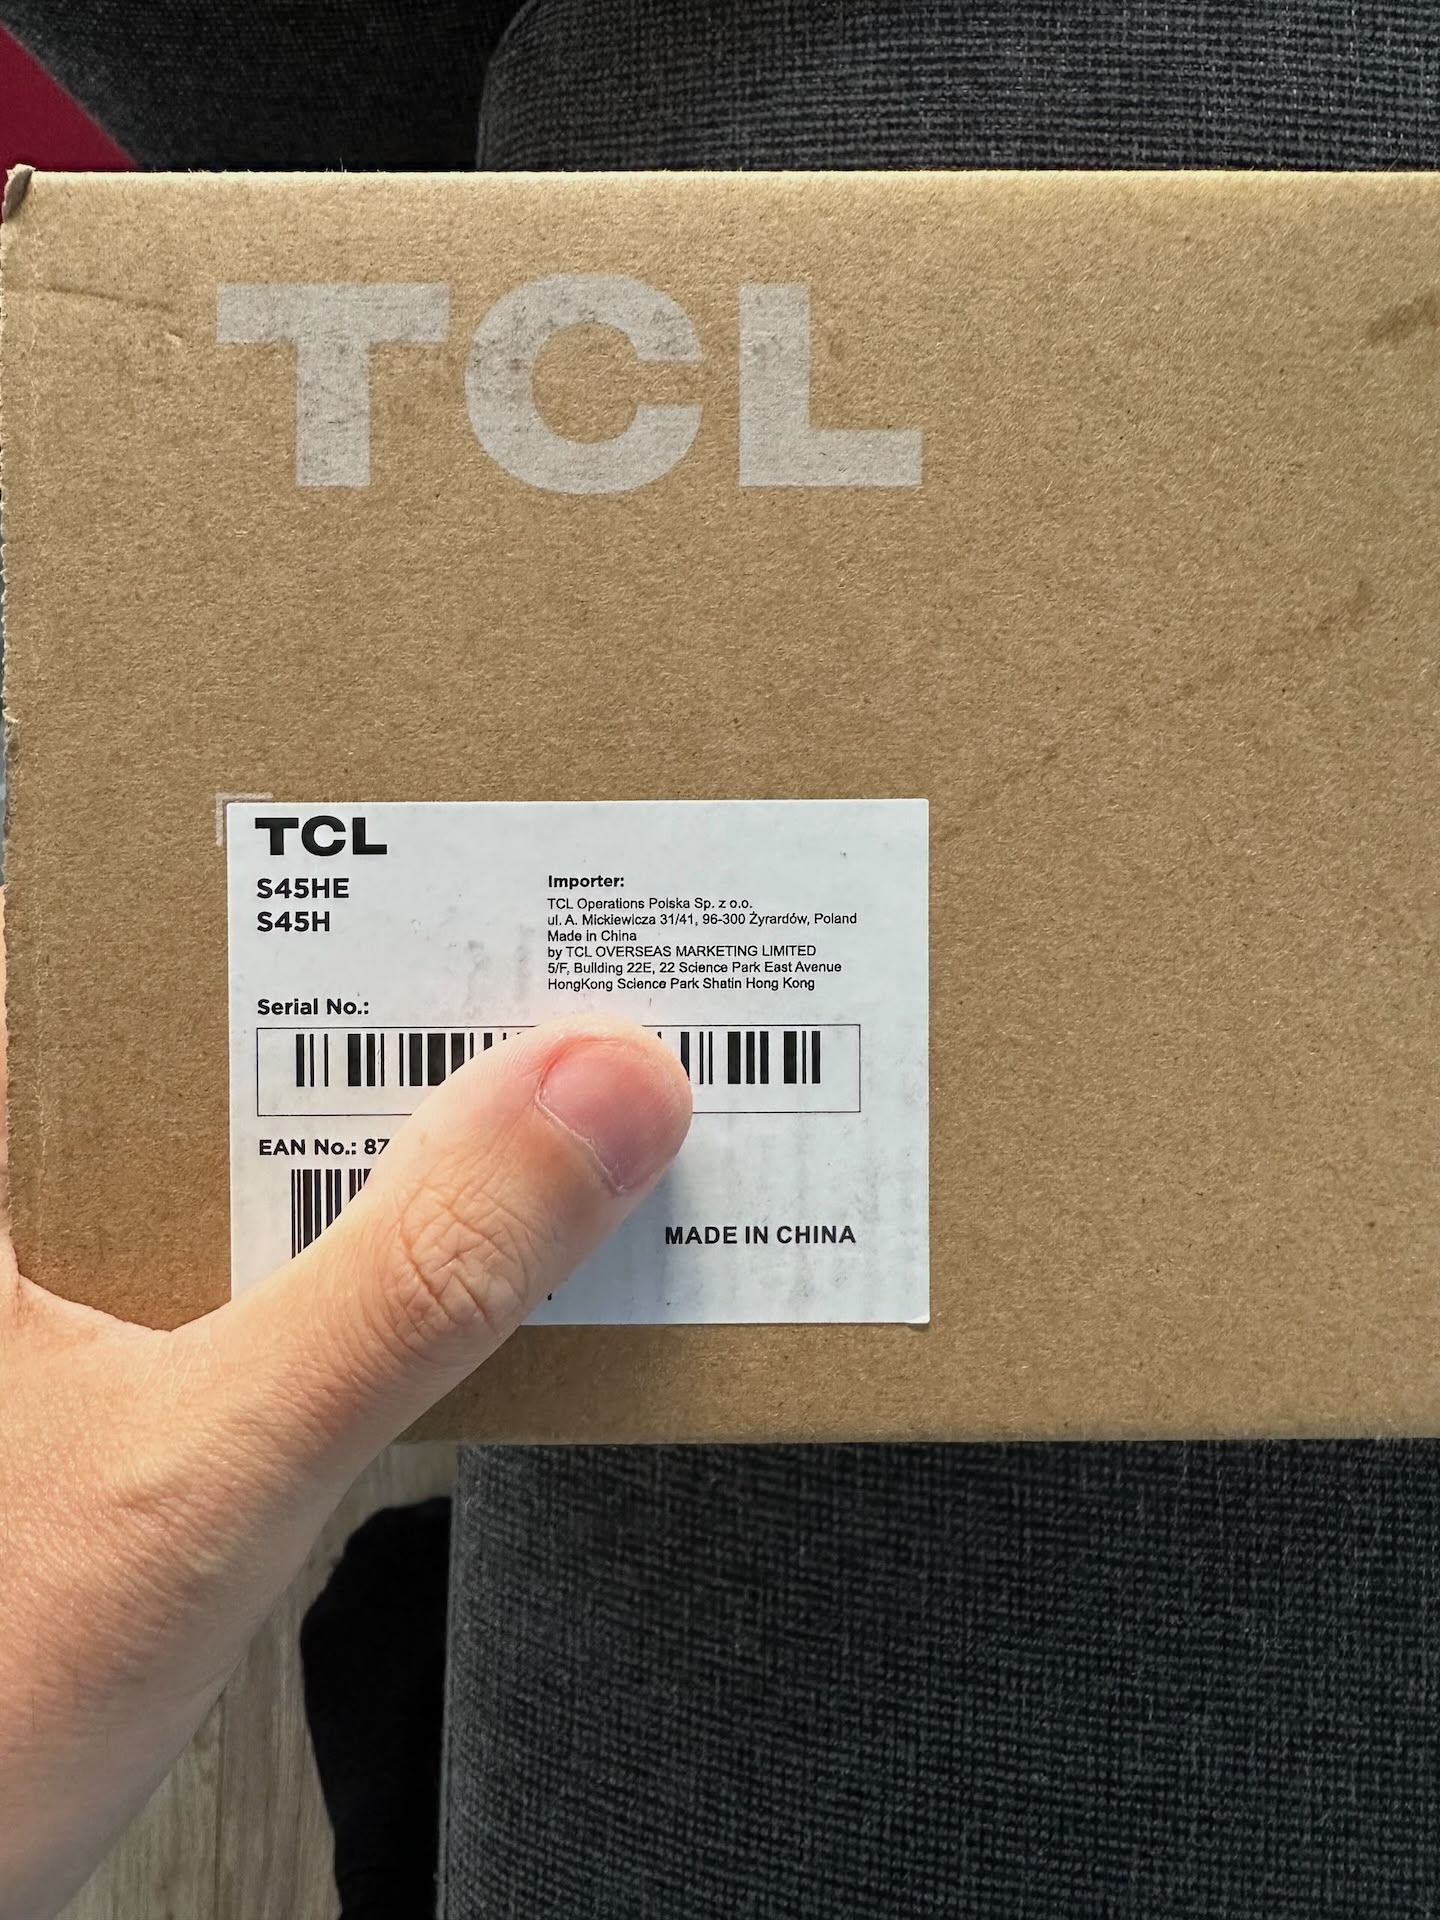 TCL
TCL
S45HE
S45H
Importer:
TCL Operations Polska Sp. z o.o.
ul. A. Mickiewicza 31/41, 96-300 Żyrardów, Poland
Made in China
by TCL OVERSEAS MARKETING LIMITED
5/F, Building 22E, 22 Science Park East Avenue
HongKong Science Park Shatin Hong Kong
Serial No.:
EAN No.: 87
MADE IN CHINA